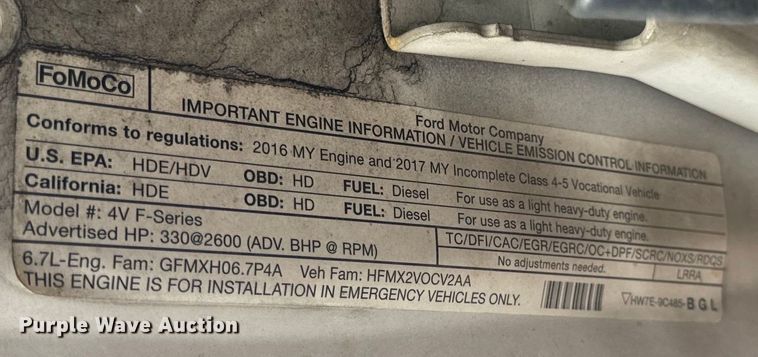 FoMoCo
Ford Motor Company
IMPORTANT ENGINE INFORMATION / VEHICLE EMISSION CONTROL INFORMATION
Conforms to regulations: 2016 MY Engine and 2017 MY Incomplete Class 4-5 Vocational Vehicle
U.S. EPA: HDE/HDV OBD: HD FUEL: Diesel For use as a light heavy-duty engine.
California: HDE OBD: HD FUEL: Diesel For use as a light heavy-duty engine.
Model #: 4V F-Series
Advertised HP: 330@2600 (ADV. BHP @ RPM)
TC/DFI/CAC/EGR/EGRC/OC+DPF/SCRC/NOXS/RDQS
No adjustments needed. LRRA
6.7L-Eng. Fam: GFMXH06.7P4A Veh Fam: HFMX2VOCV2AA
THIS ENGINE IS FOR INSTALLATION IN EMERGENCY VEHICLES ONLY.
HW7E-9C485-BGL
Purple Wave Auction